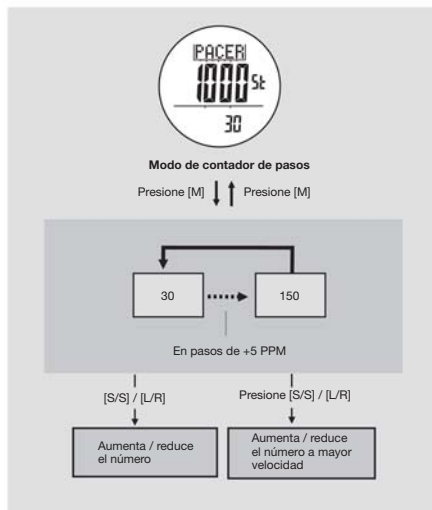 PACER
1000 St
30
Modo de contador de pasos
Presione [M] Presione [M]
30 150
En pasos de +5 PPM
[S/S] / [L/R] Presione [S/S] / [L/R]
Aumenta / reduce
el número
Aumenta / reduce
el número a mayor
velocidad